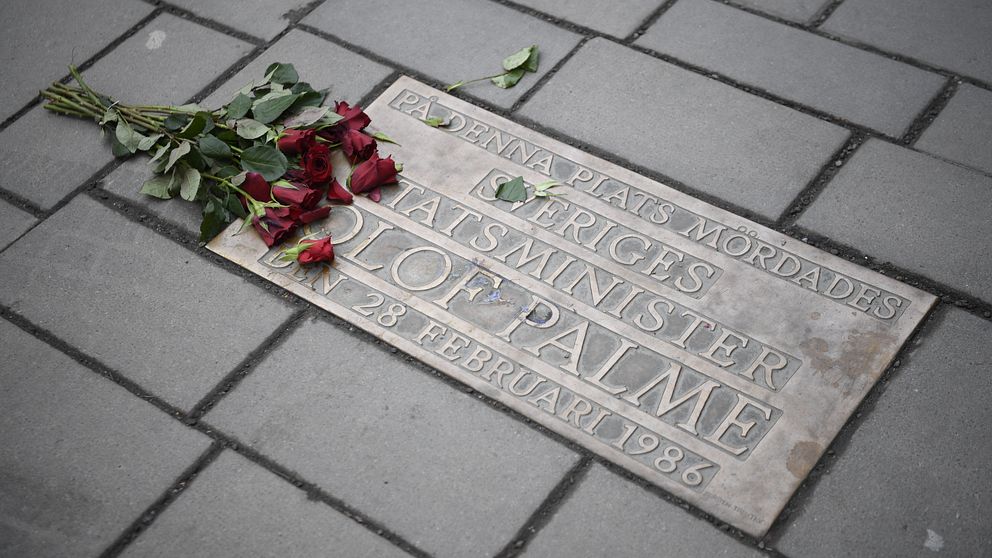 PÅ DENNA PLATS MÖRDADES
SVERIGES
STATSMINISTER
OLOF PALME
DEN 28 FEBRUARI 1986